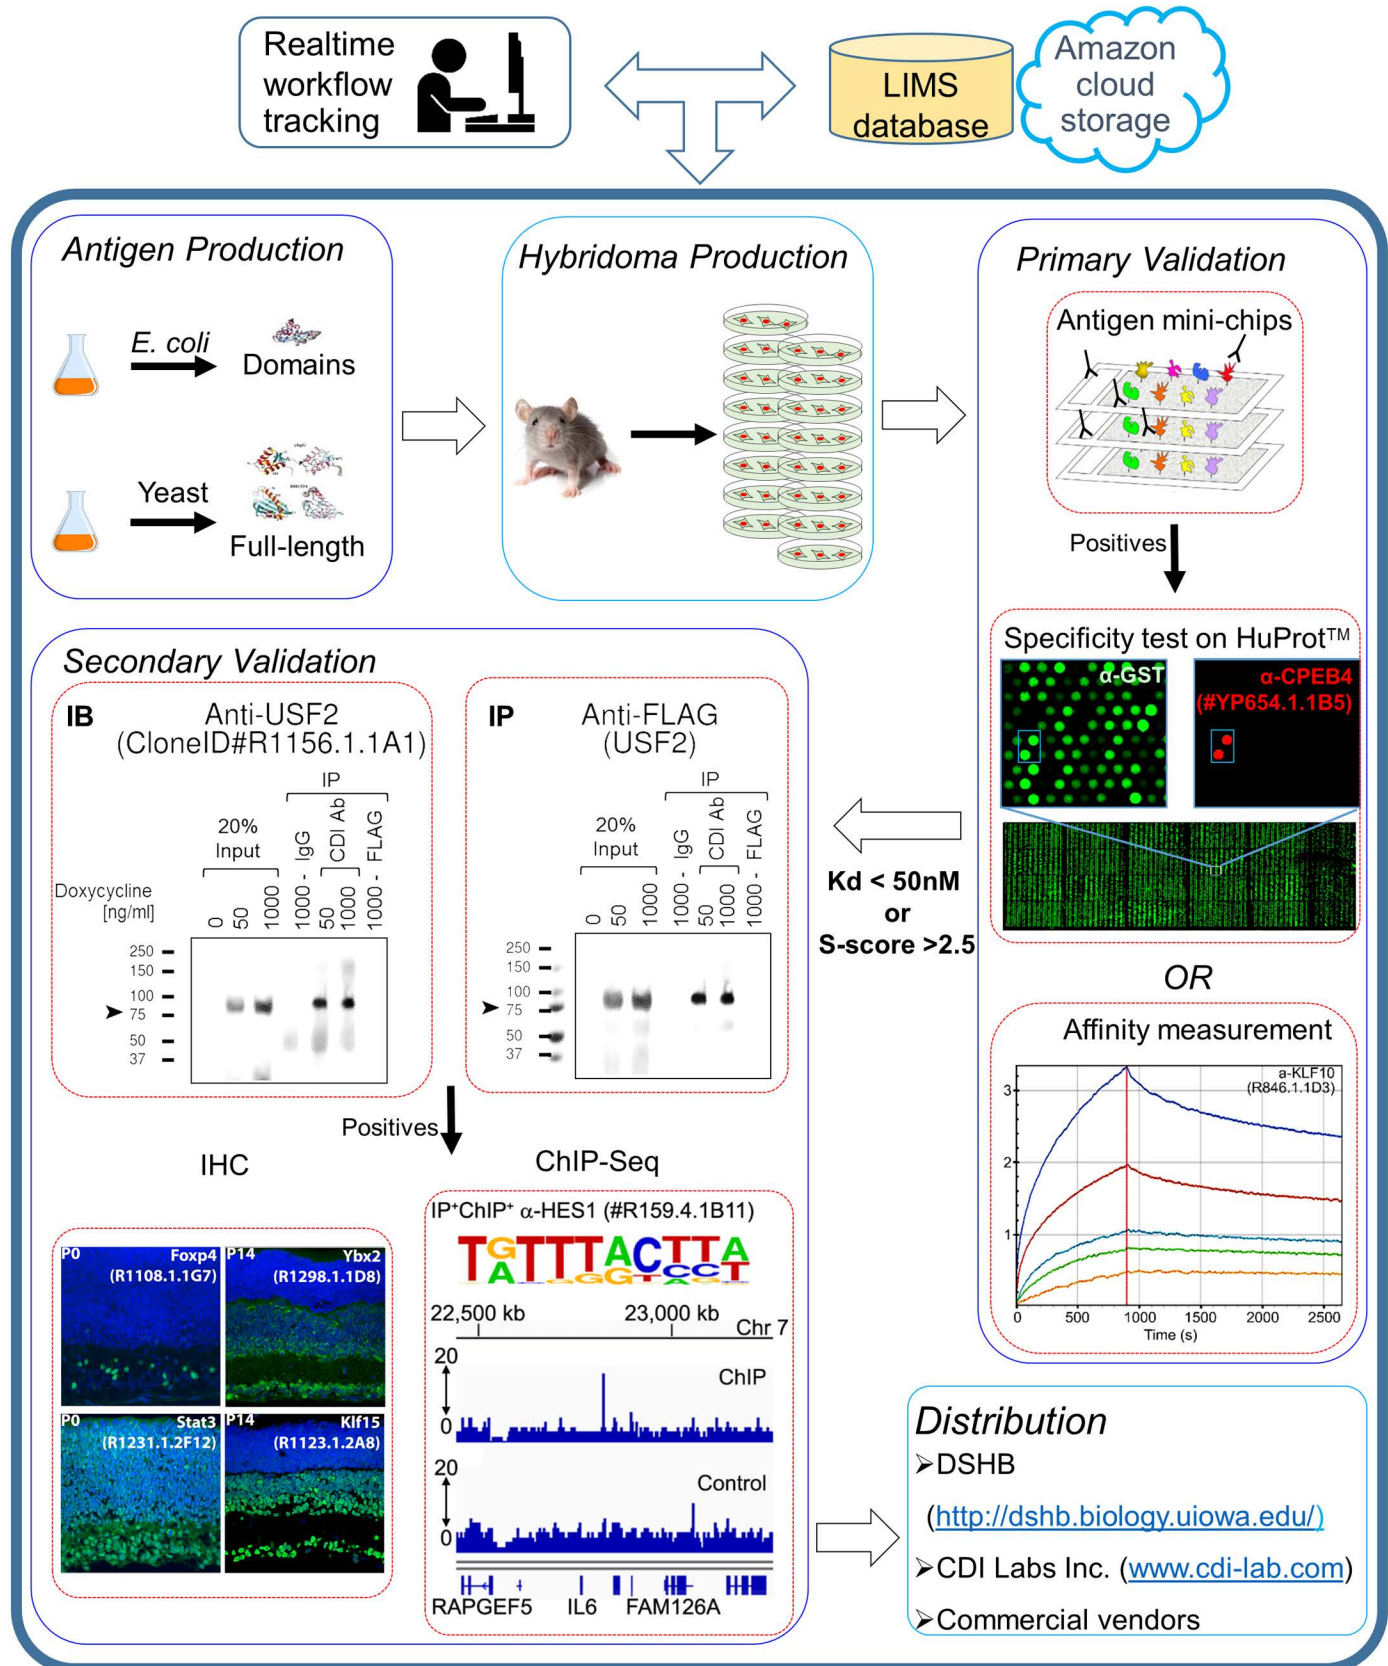 Realtime
workflow
tracking
LIMS
database
Amazon
cloud
storage
Antigen Production
E. coli
Domains
Yeast
Full-length
Hybridoma Production
Primary Validation
Antigen mini-chips
Positives
Specificity test on HuProt™
α-GST
α-CPEB4
(#YP654.1.1B5)
OR
Affinity measurement
a-KLF10
(R846.1.1D3)
3
2
1
0 500 1000 1500 2000 2500
Time (s)
Kd < 50nM
or
S-score >2.5
Secondary Validation
IB
Anti-USF2
(CloneID#R1156.1.1A1)
IP
20%
Input
IgG
CDI Ab
FLAG
Doxycycline
[ng/ml]
0 50 1000 1000 - 50 1000 1000 -
250
150
100
75
50
37
IP
Anti-FLAG
(USF2)
IP
20%
Input
IgG
CDI Ab
FLAG
0 50 1000 1000 - 50 1000 1000 -
250
150
100
75
50
37
Positives
IHC
P0 Foxp4
(R1108.1.1G7)
P14 Ybx2
(R1298.1.1D8)
P0 Stat3
(R1231.1.2F12)
P14 Klf15
(R1123.1.2A8)
ChIP-Seq
IP⁺ChIP⁺ α-HES1 (#R159.4.1B11)
TGTTTACTTA
22,500 kb 23,000 kb
Chr 7
20
ChIP
0
20
Control
0
RAPGEF5 IL6 FAM126A
Distribution
➢DSHB
(http://dshb.biology.uiowa.edu/)
➢CDI Labs Inc. (www.cdi-lab.com)
➢Commercial vendors